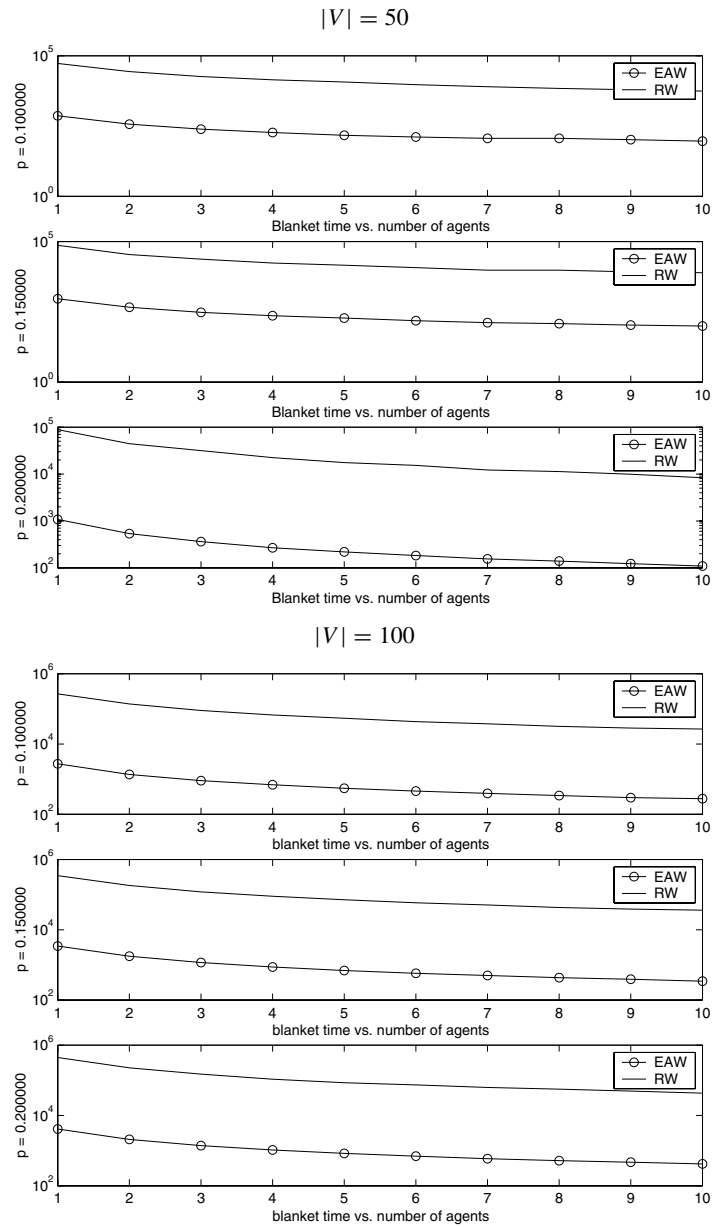 |V| = 50
10^5
10^0
p = 0.100000
EAW
RW
1 2 3 4 5 6 7 8 9 10
Blanket time vs. number of agents
10^5
10^0
p = 0.150000
EAW
RW
1 2 3 4 5 6 7 8 9 10
Blanket time vs. number of agents
10^5
10^4
10^3
10^2
p = 0.200000
EAW
RW
1 2 3 4 5 6 7 8 9 10
Blanket time vs. number of agents
|V| = 100
10^6
10^4
10^2
p = 0.100000
EAW
RW
1 2 3 4 5 6 7 8 9 10
blanket time vs. number of agents
10^6
10^4
10^2
p = 0.150000
EAW
RW
1 2 3 4 5 6 7 8 9 10
blanket time vs. number of agents
10^6
10^4
10^2
p = 0.200000
EAW
RW
1 2 3 4 5 6 7 8 9 10
blanket time vs. number of agents